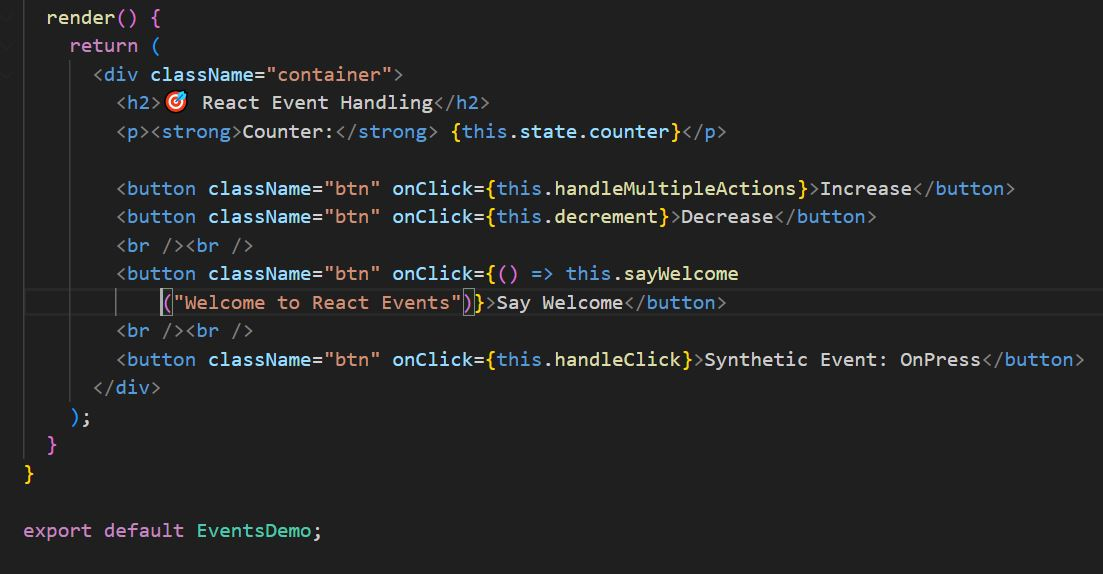 render() {
return (
<div className="container">
<h2>🎯 React Event Handling</h2>
<p><strong>Counter:</strong> {this.state.counter}</p>
<button className="btn" onClick={this.handleMultipleActions}>Increase</button>
<button className="btn" onClick={this.decrement}>Decrease</button>
<br /><br />
<button className="btn" onClick={() => this.sayWelcome
("Welcome to React Events")}>Say Welcome</button>
<br /><br />
<button className="btn" onClick={this.handleClick}>Synthetic Event: OnPress</button>
</div>
);
}
}
export default EventsDemo;